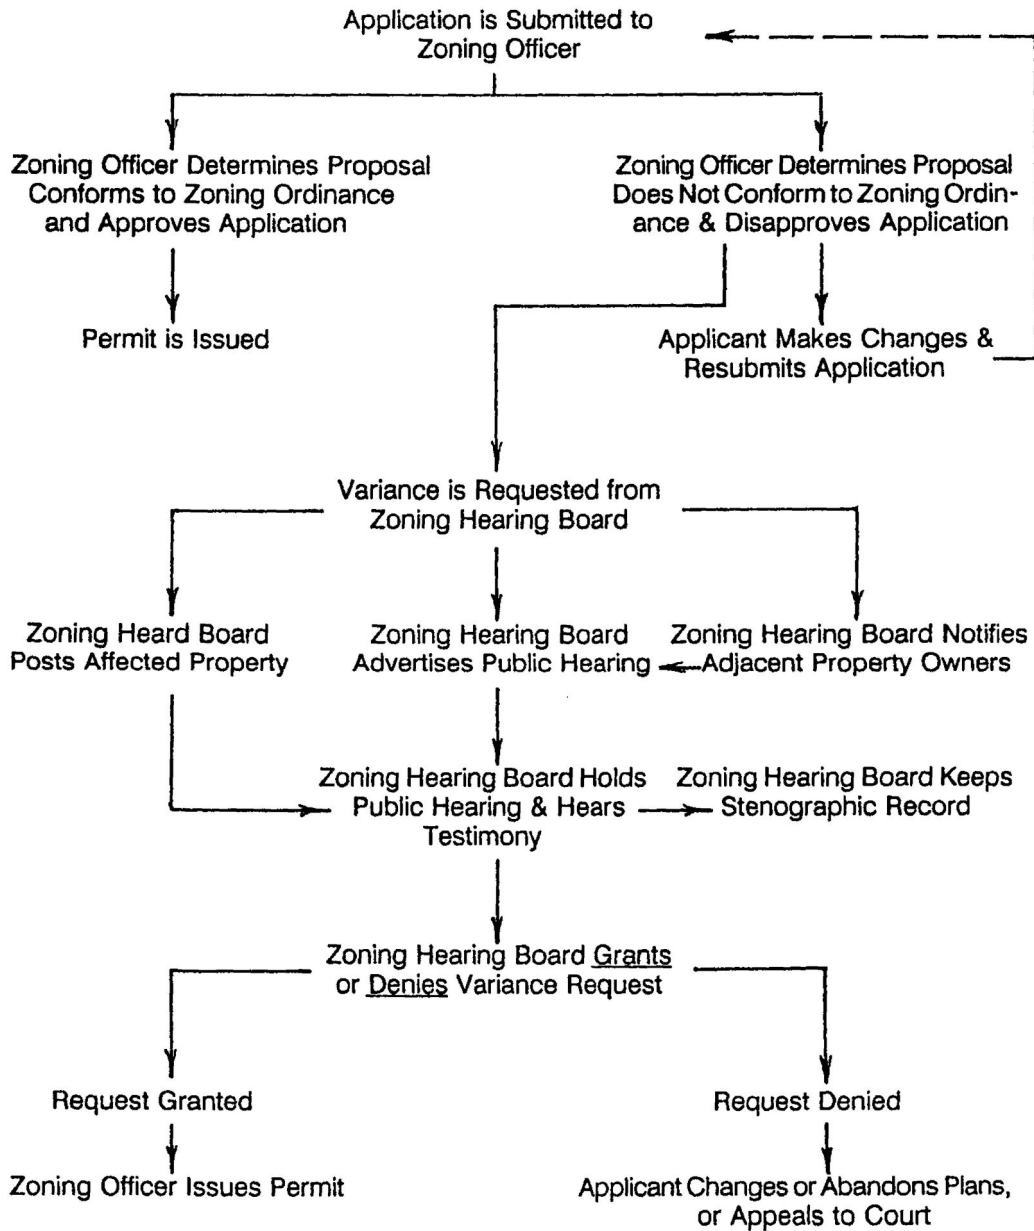 Application is Submitted to
Zoning Officer
Zoning Officer Determines Proposal
Conforms to Zoning Ordinance
and Approves Application
Zoning Officer Determines Proposal
Does Not Conform to Zoning Ordin-
ance & Disapproves Application
Permit is Issued
Applicant Makes Changes &
Resubmits Application
Variance is Requested from
Zoning Hearing Board
Zoning Heard Board
Posts Affected Property
Zoning Hearing Board
Advertises Public Hearing
Zoning Hearing Board Notifies
Adjacent Property Owners
Zoning Hearing Board Holds
Public Hearing & Hears
Testimony
Zoning Hearing Board Keeps
Stenographic Record
Zoning Hearing Board Grants
or Denies Variance Request
Request Granted
Request Denied
Zoning Officer Issues Permit
Applicant Changes or Abandons Plans,
or Appeals to Court